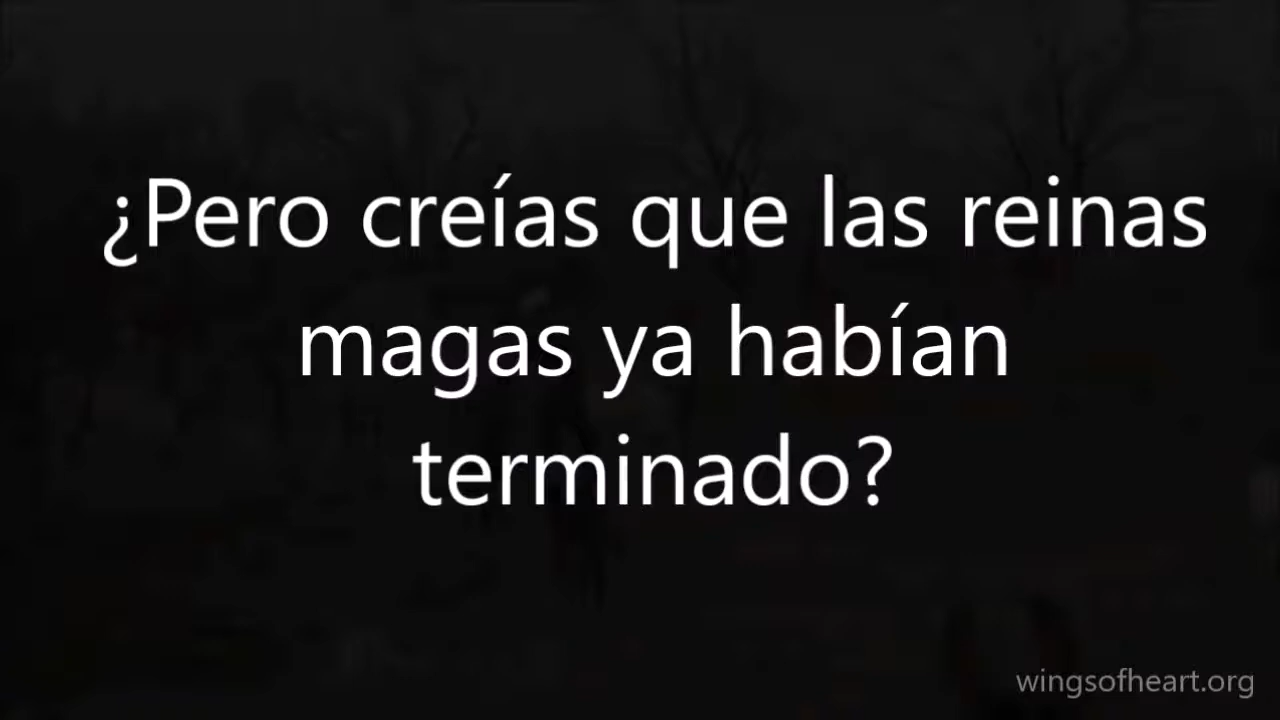 ¿Pero creías que las reinas
magas ya habían
terminado?
wingsofheart.org